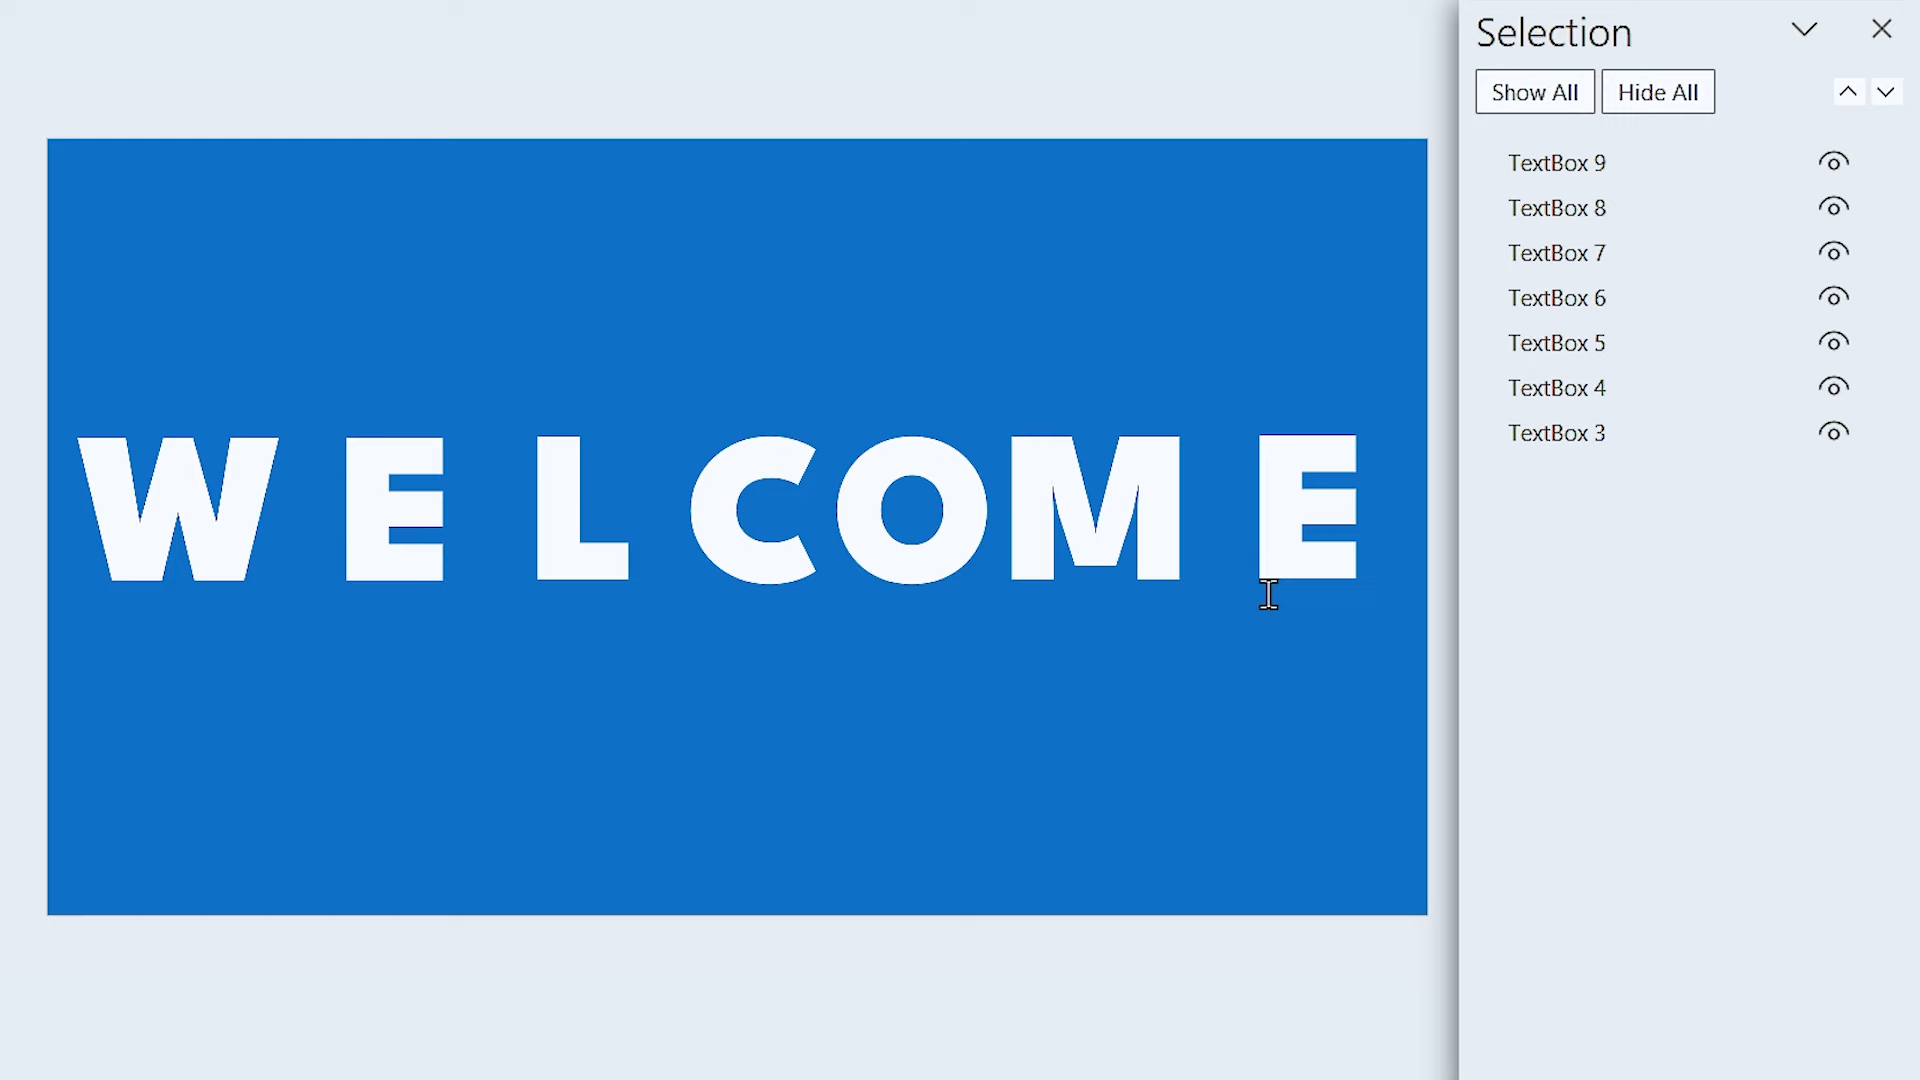 W E L C O M E
Selection
Show All Hide All
TextBox 9
TextBox 8
TextBox 7
TextBox 6
TextBox 5
TextBox 4
TextBox 3